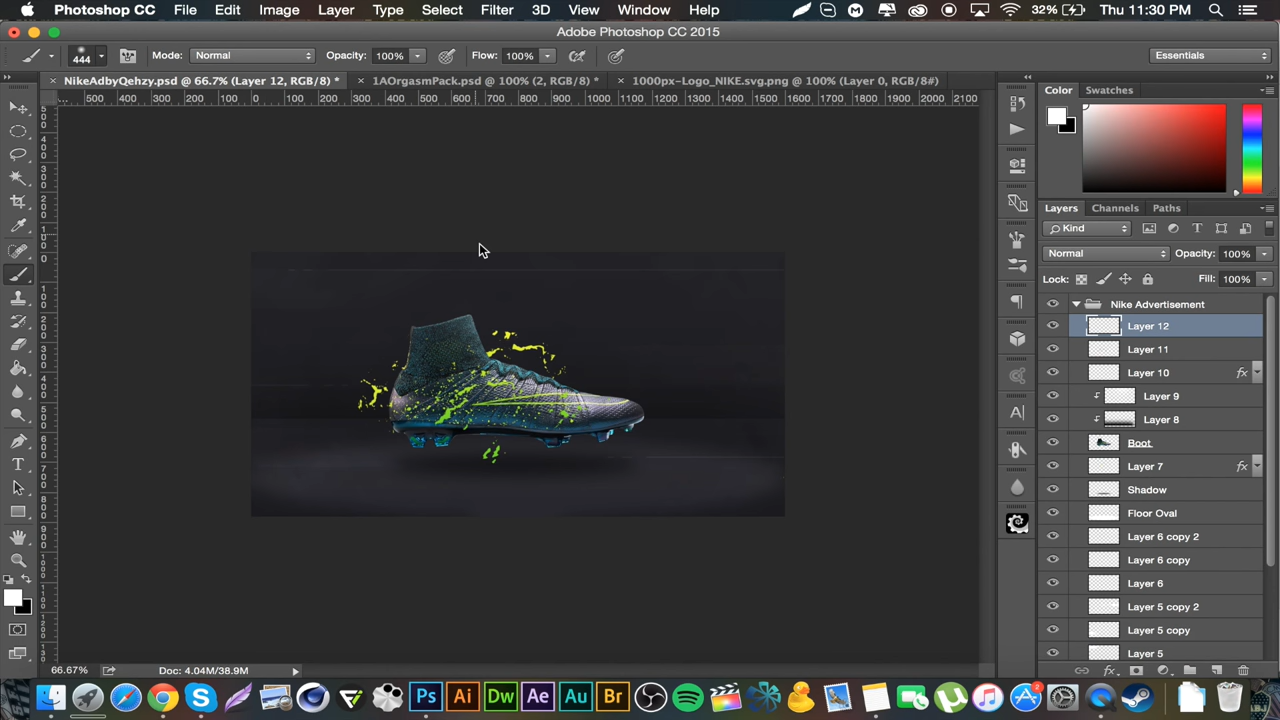 Photoshop CC File Edit Image Layer Type Select Filter 3D View Window Help 32% Thu 11:30 PM
Adobe Photoshop CC 2015
444 Mode: Normal Opacity: 100% Flow: 100% Essentials
× NikeAdbyQehzy.psd @ 66.7% (Layer 12, RGB/8) * × 1AOrgasmPack.psd @ 100% (2, RGB/8) * × 1000px-Logo_NIKE.svg.png @ 100% (Layer 0, RGB/8#)
500 400 300 200 100 0 100 200 300 400 500 600 700 800 900 1000 1100 1200 1300 1400 1500 1600 1700 1800 1900 2000 2100
Color Swatches
Layers Channels Paths
Kind
Normal Opacity: 100%
Lock: Fill: 100%
Nike Advertisement
Layer 12
Layer 11
Layer 10 fx
Layer 9
Layer 8
Boot
Layer 7 fx
Shadow
Floor Oval
Layer 6 copy 2
Layer 6 copy
Layer 6
Layer 5 copy 2
Layer 5 copy
Layer 5
66.67% Doc: 4.04M/38.9M
Ps Ai Dw Ae Au Br